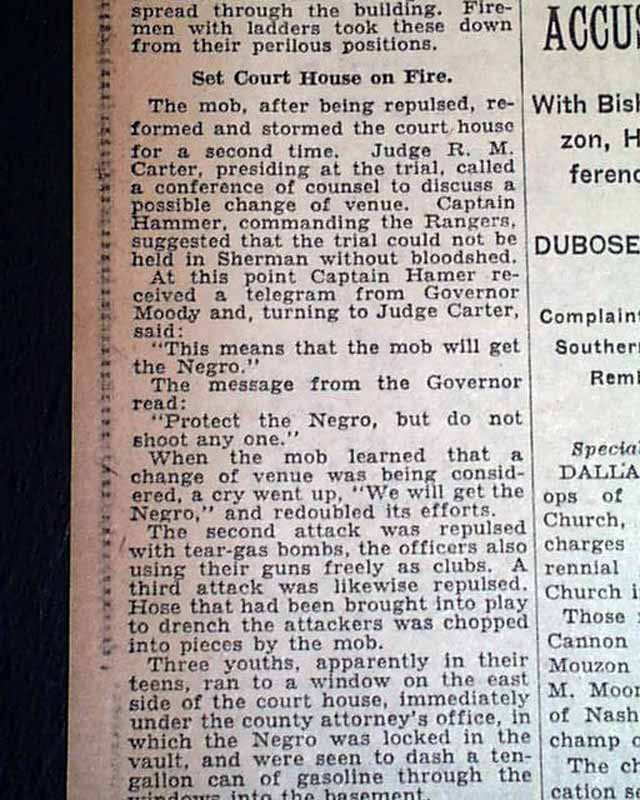 spread through the building. Fire-
men with ladders took these down
from their perilous positions.
Set Court House on Fire.
The mob, after being repulsed, re-
formed and stormed the court house
for a second time. Judge R. M.
Carter, presiding at the trial, called
a conference of counsel to discuss a
possible change of venue. Captain
Hammer, commanding the Rangers,
suggested that the trial could not be
held in Sherman without bloodshed.
At this point Captain Hamer re-
ceived a telegram from Governor
Moody and, turning to Judge Carter,
said:
"This means that the mob will get
the Negro."
The message from the Governor
read:
"Protect the Negro, but do not
shoot any one."
When the mob learned that a
change of venue was being consid-
ered, a cry went up, "We will get the
Negro," and redoubled its efforts.
The second attack was repulsed
with tear-gas bombs, the officers also
using their guns freely as clubs. A
third attack was likewise repulsed.
Hose that had been brought into play
to drench the attackers was chopped
into pieces by the mob.
Three youths, apparently in their
teens, ran to a window on the east
side of the court house, immediately
under the county attorney's office, in
which the Negro was locked in the
vault, and were seen to dash a ten-
gallon can of gasoline through the
windows into the basement.
ACCUS
With Bish
zon, H
ferenc
DUBOSE
Complaint
Southern
Rem
Special
DALLA
ops of
Church,
charges
rennial
Church i
Those
Cannon
Mouzon
M. Moor
of Nash
champ o
The ch
cation se